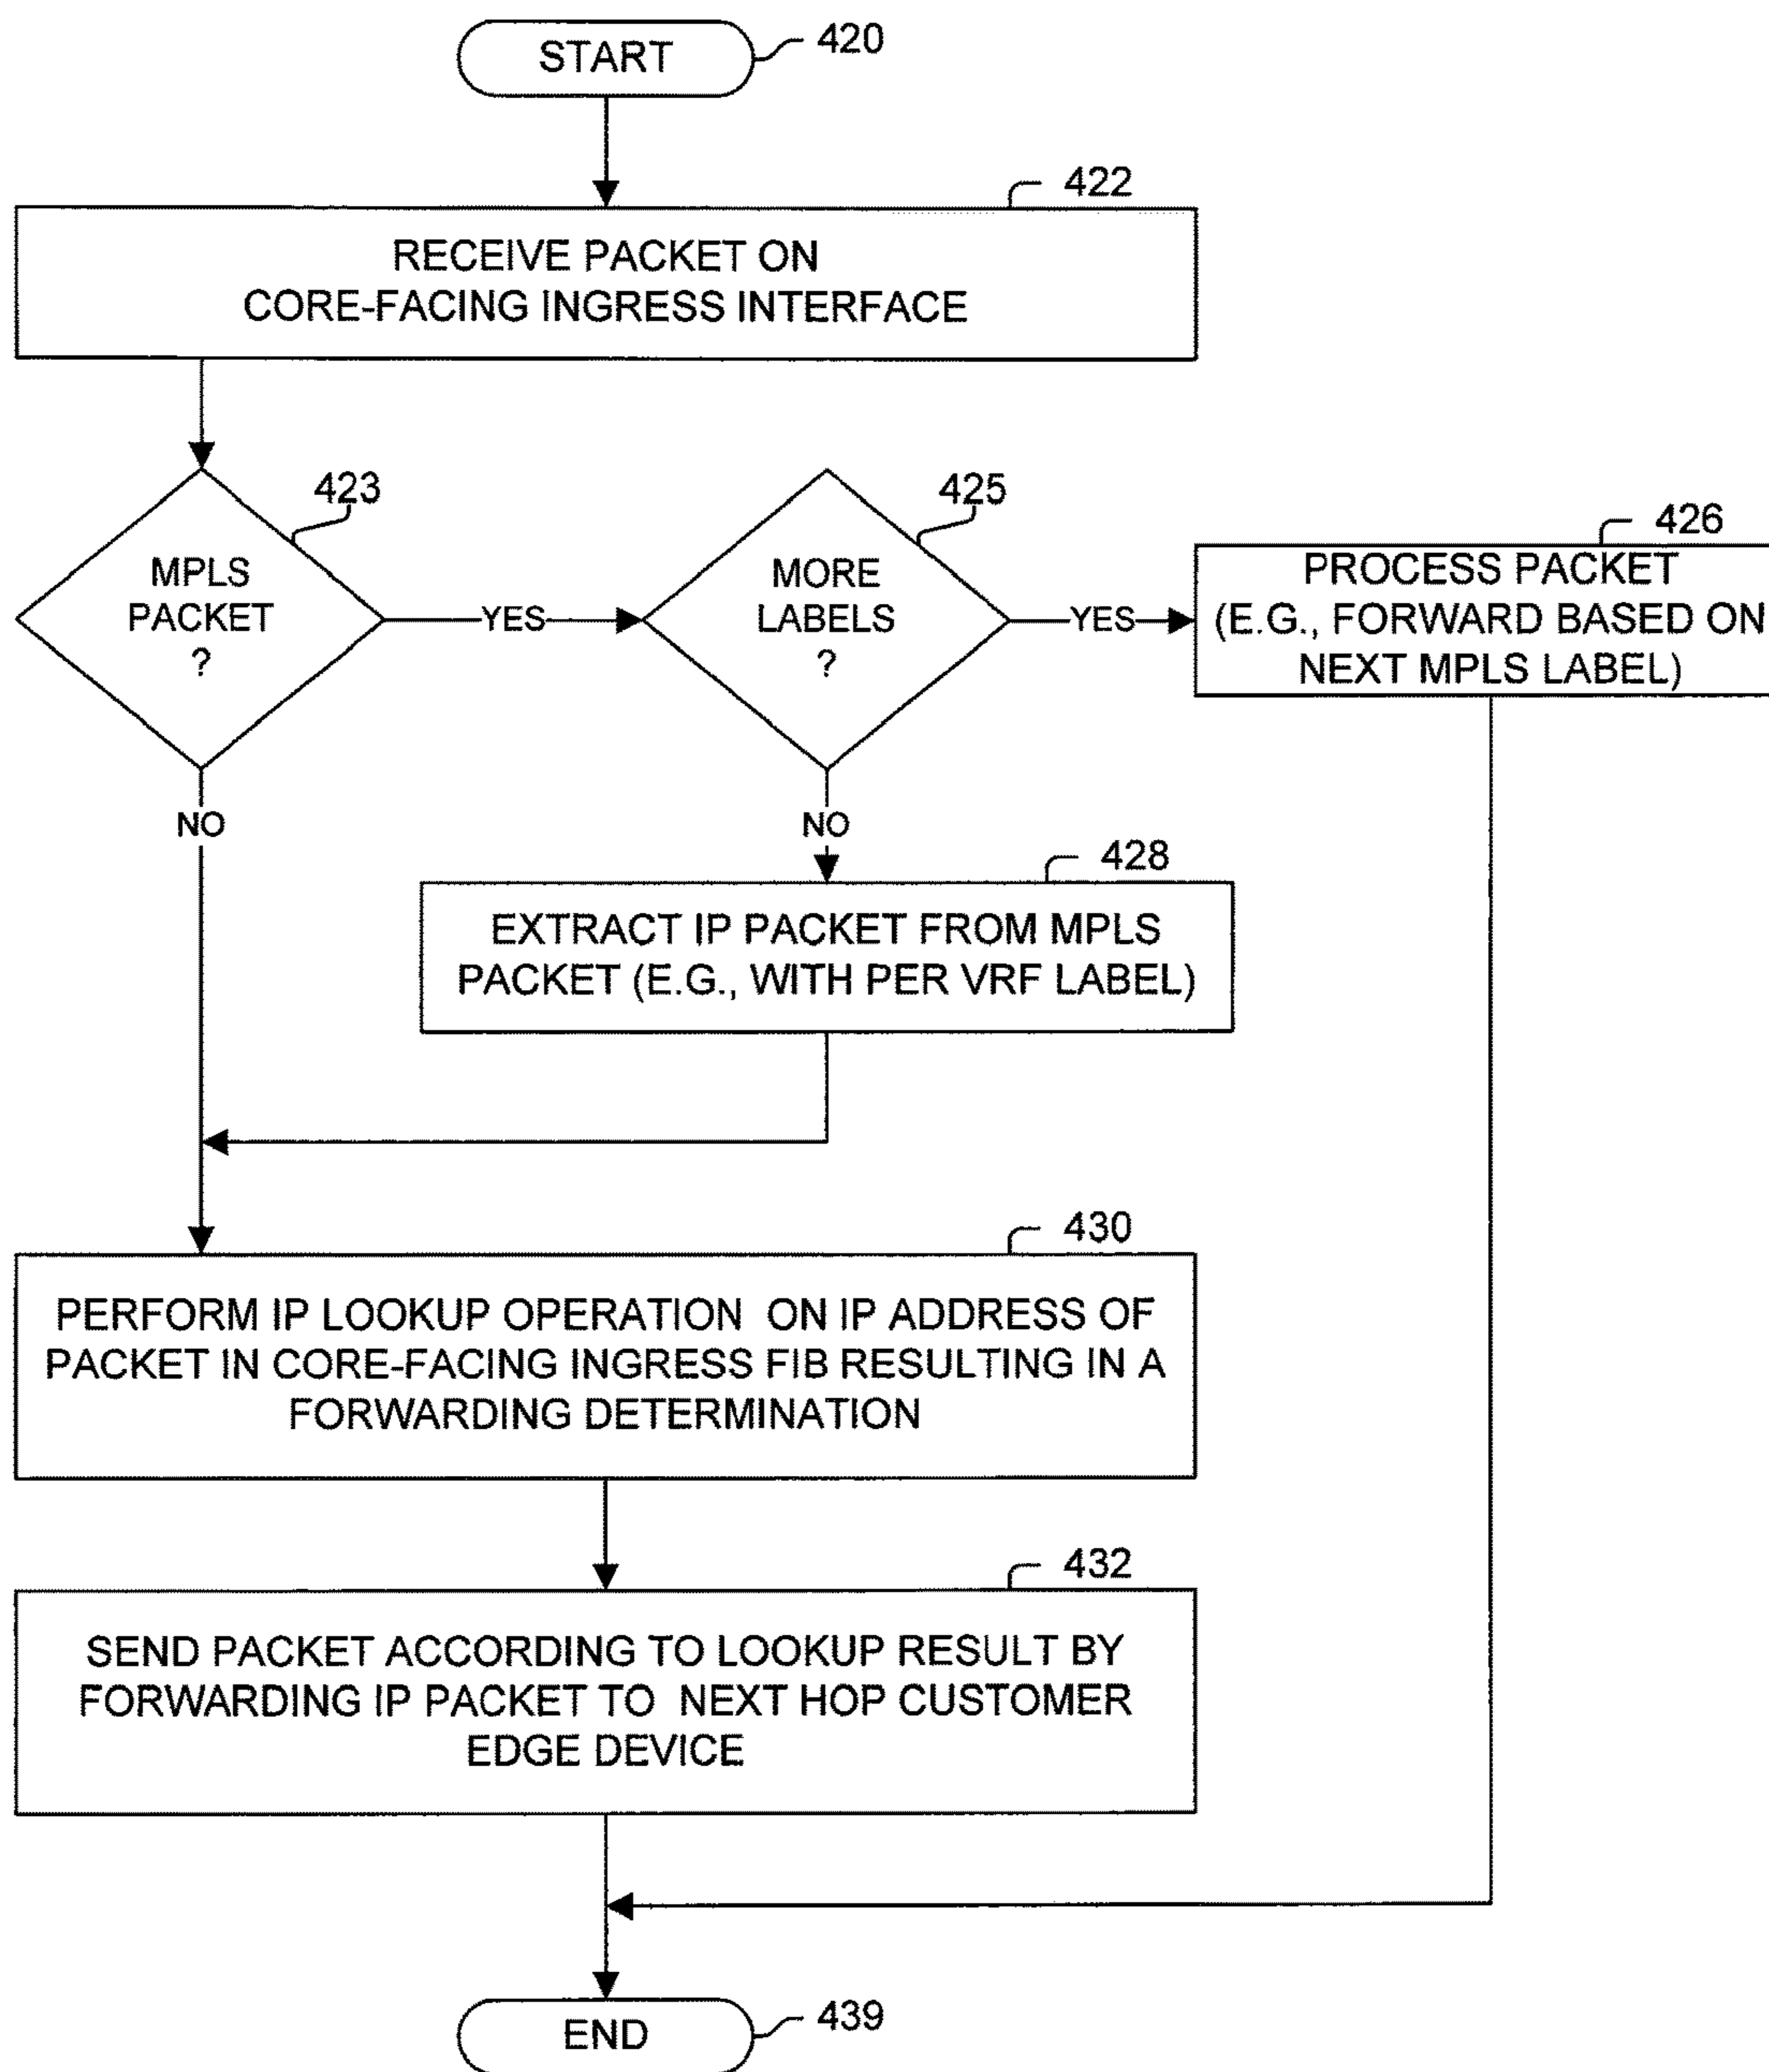 START
420
422
RECEIVE PACKET ON
CORE-FACING INGRESS INTERFACE
423
MPLS
PACKET
?
YES
425
MORE
LABELS
?
YES
426
PROCESS PACKET
(E.G., FORWARD BASED ON
NEXT MPLS LABEL)
NO
NO
428
EXTRACT IP PACKET FROM MPLS
PACKET (E.G., WITH PER VRF LABEL)
430
PERFORM IP LOOKUP OPERATION ON IP ADDRESS OF
PACKET IN CORE-FACING INGRESS FIB RESULTING IN A
FORWARDING DETERMINATION
432
SEND PACKET ACCORDING TO LOOKUP RESULT BY
FORWARDING IP PACKET TO NEXT HOP CUSTOMER
EDGE DEVICE
END
439